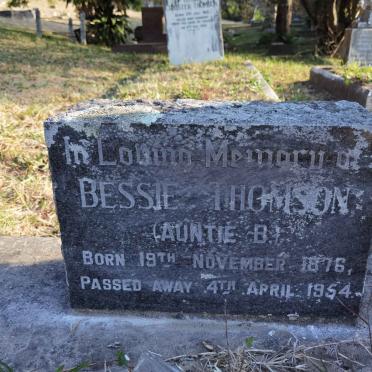 In Loving Memory of
BESSIE THOMSON
(AUNTIE B.)
BORN 19TH NOVEMBER 1876,
PASSED AWAY 4TH APRIL 1954.